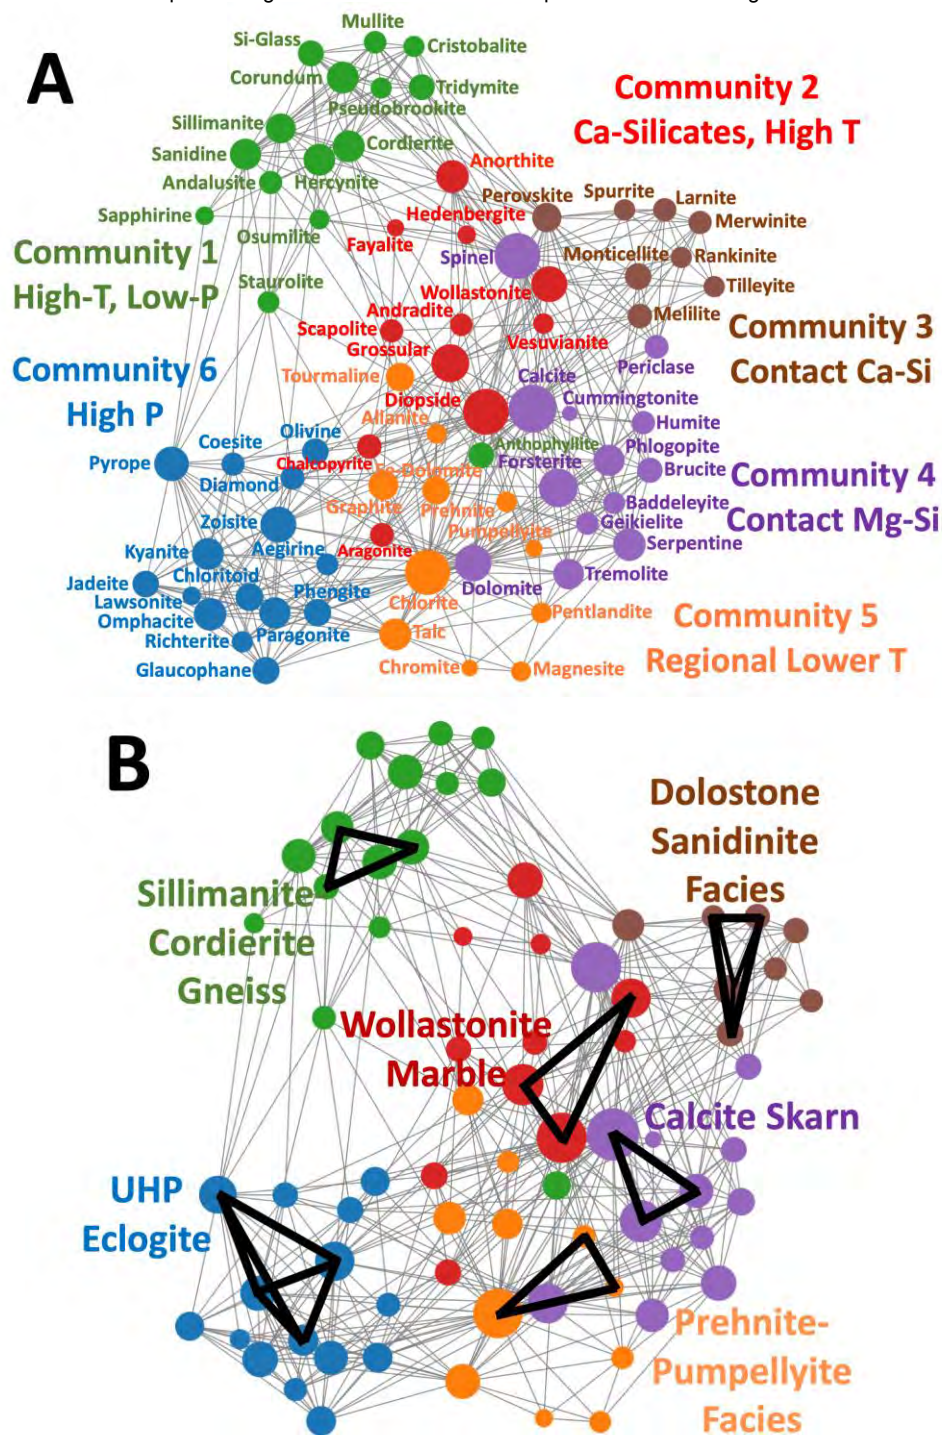 Mullite
Si-Glass
Cristobalite
A
Corundum
Tridymite
Pseudobrookite
Community 2
Ca-Silicates, High T
Sillimanite
Cordierite
Sanidine
Anorthite
Andalusite
Hercynite
Perovskite
Spurrite
Larnite
Sapphirine
Hedenbergite
Merwinite
Osumilite
Fayalite
Community 1
High-T, Low-P
Spinel
Monticellite
Rankinite
Staurolite
Wollastonite
Tilleyite
Andradite
Scapolite
Melilite
Community 3
Contact Ca-Si
Grossular
Vesuvianite
Periclase
Community 6
High P
Tourmaline
Calcite
Diopside
Cummingtonite
Allanite
Humite
Olivine
Coesite
Anthophyllite
Phlogopite
Pyrope
Chalcopyrite
Fe-Dolomite
Forsterite
Brucite
Community 4
Contact Mg-Si
Diamond
Graphite
Prehnite
Baddeleyite
Zoisite
Pumpellyite
Geikielite
Kyanite
Aegirine
Aragonite
Serpentine
Jadeite
Chloritoid
Dolomite
Tremolite
Lawsonite
Phengite
Chlorite
Omphacite
Pentlandite
Community 5
Regional Lower T
Richterite
Paragonite
Talc
Glaucophane
Chromite
Magnesite
B
Dolostone
Sanidinite
Facies
Sillimanite
Cordierite
Gneiss
Wollastonite
Marble
Calcite Skarn
UHP
Eclogite
Prehnite-
Pumpellyite
Facies